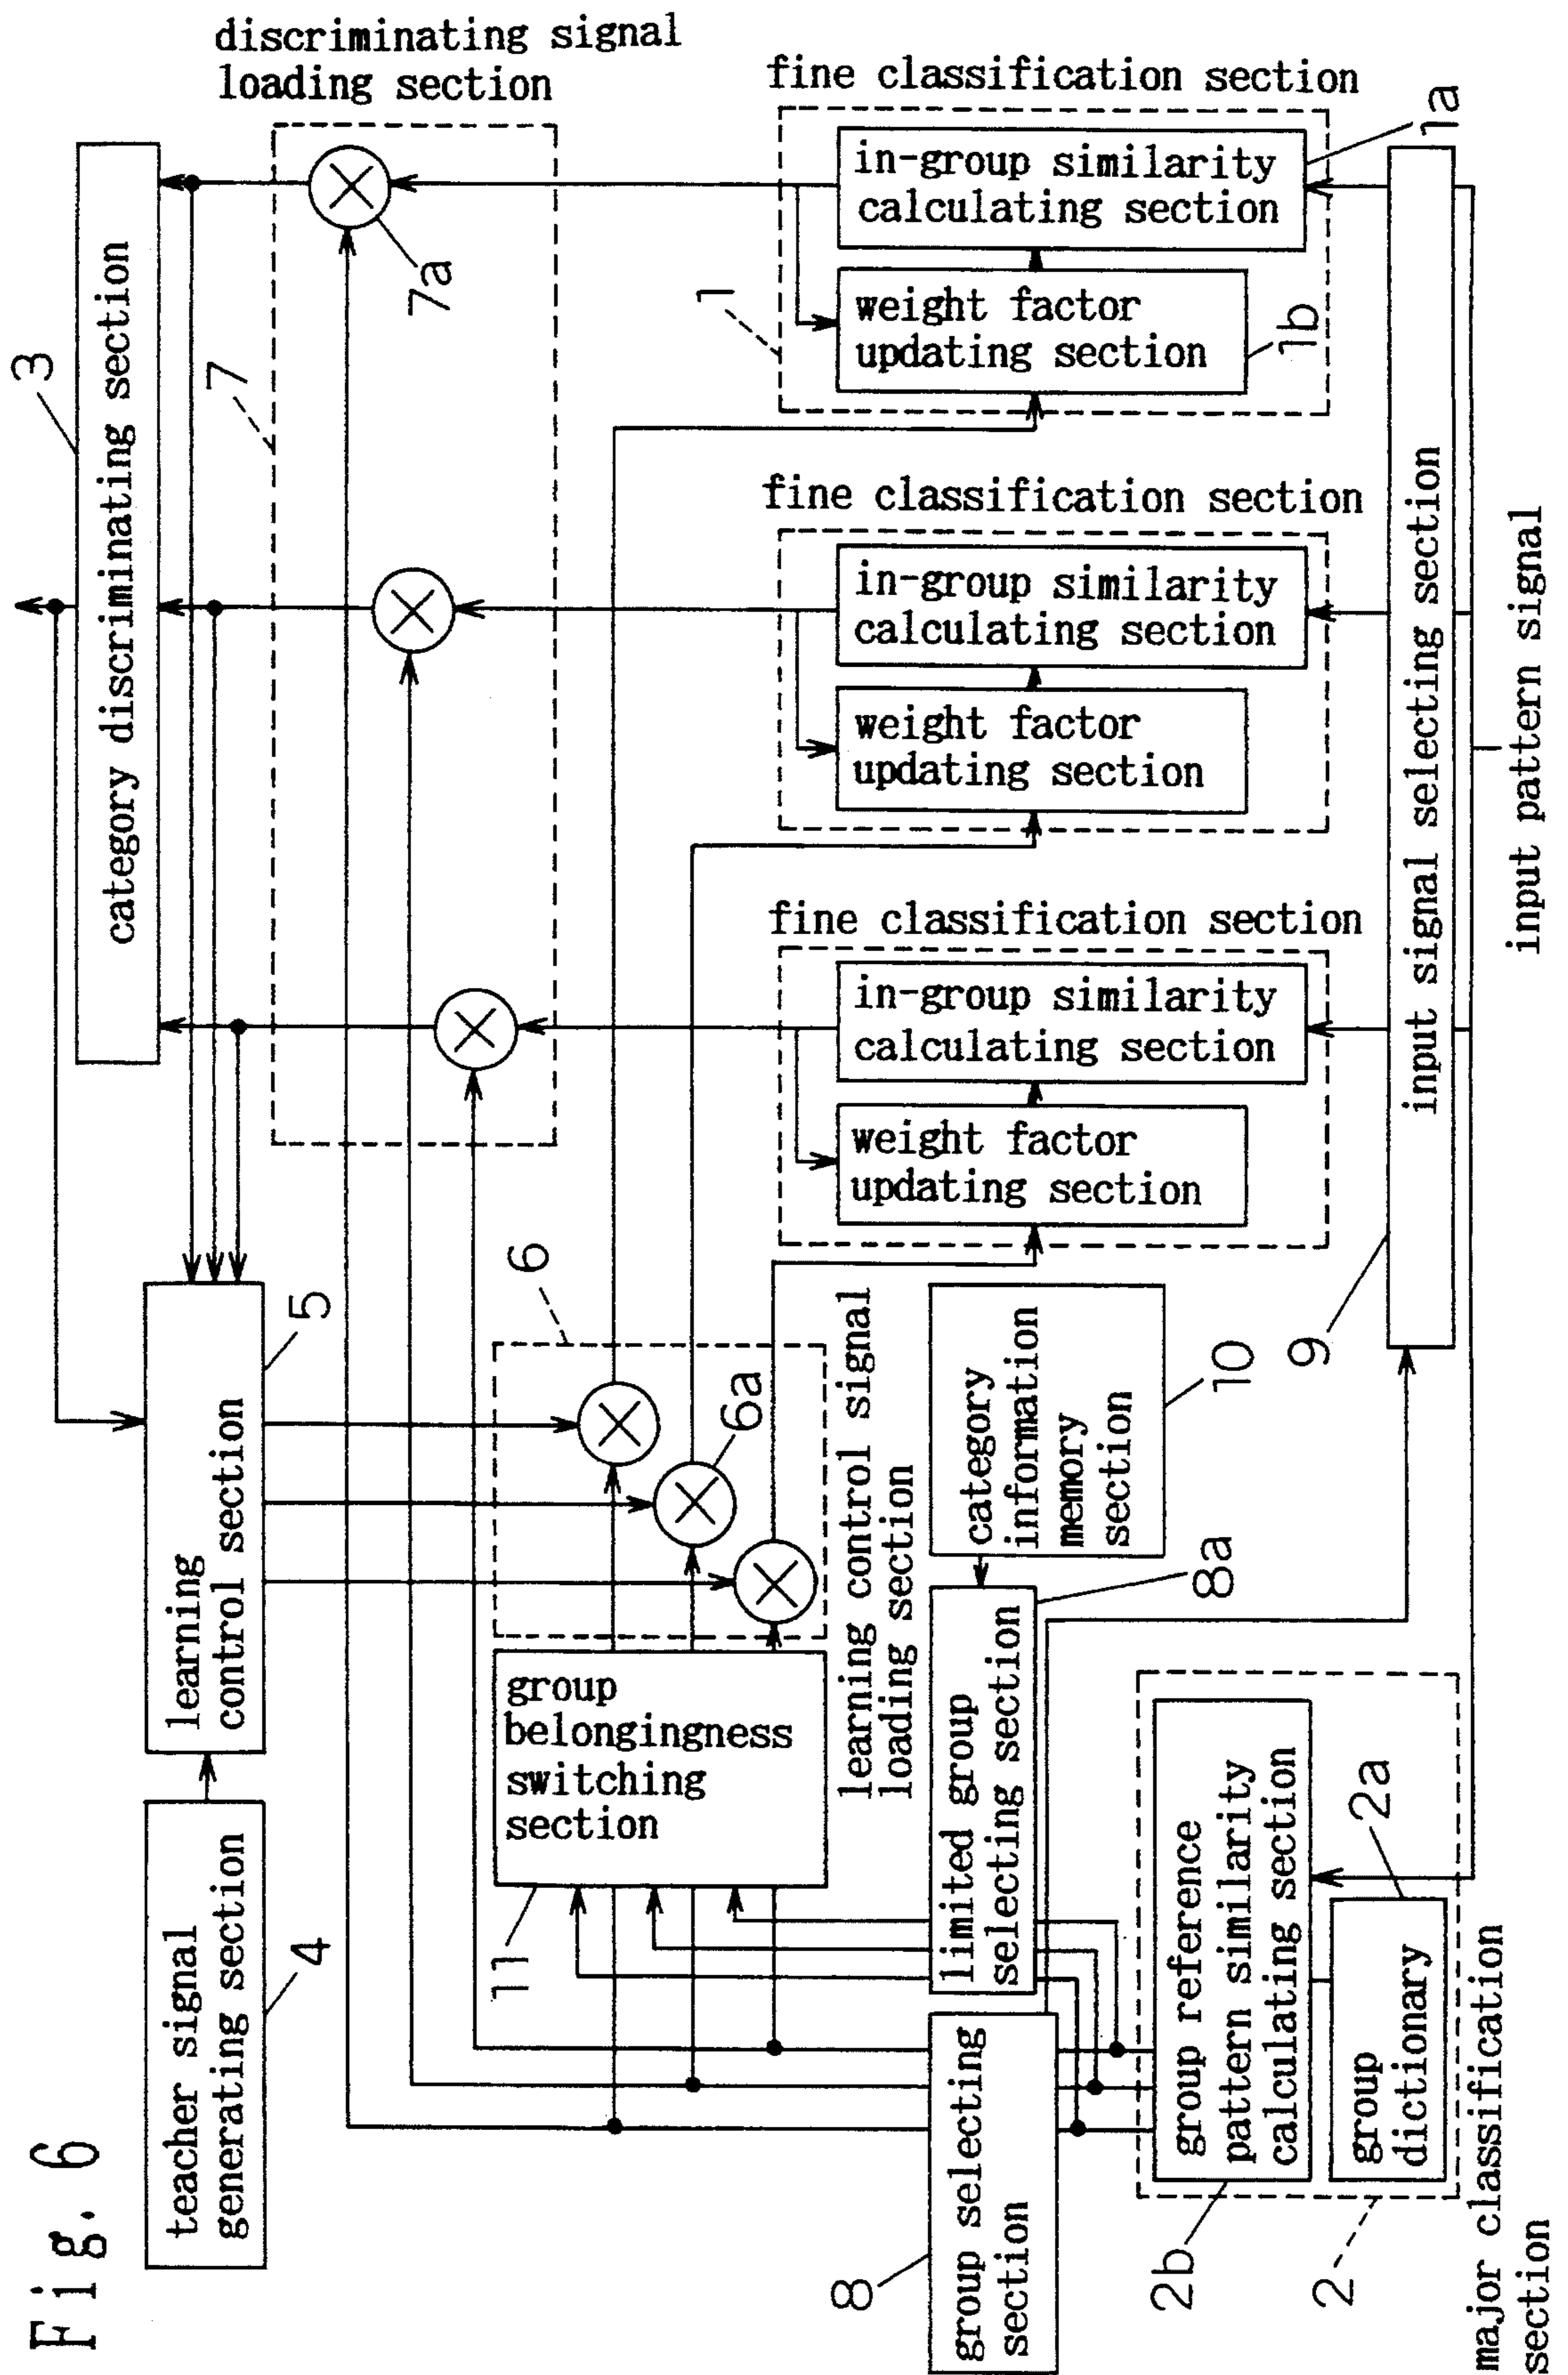 Fig. 6
discriminating signal
loading section
3
category discriminating section
7
7a
fine classification section
in-group similarity
calculating section
1a
1
weight factor
updating section
1b
fine classification section
in-group similarity
calculating section
weight factor
updating section
fine classification section
in-group similarity
calculating section
weight factor
updating section
input signal selecting section
9
input pattern signal
teacher signal
generating section
4
learning
control section
5
6
6a
learning control signal
loading section
group
belongingness
switching
section
11
category
information
memory
section
10
limited group
selecting section
8a
group selecting
section
8
group reference
pattern similarity
calculating section
2b
group
dictionary
2a
2
major classification
section